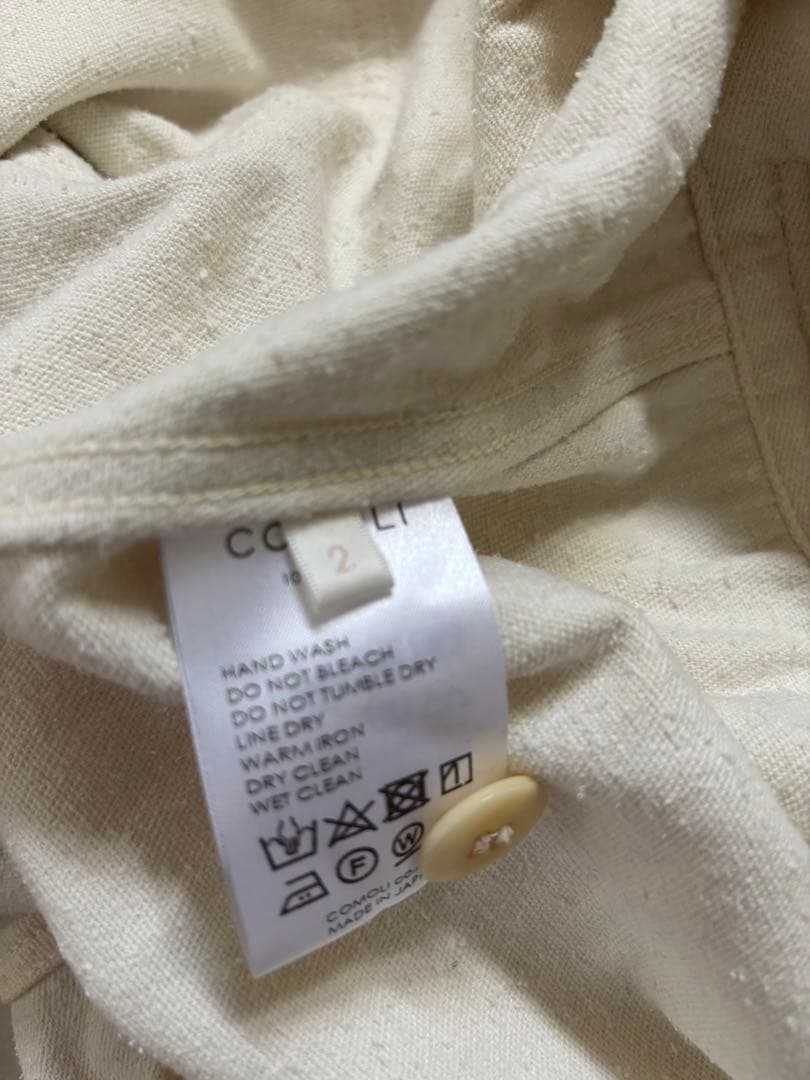 2
HAND WASH
DO NOT BLEACH
DO NOT TUMBLE DRY
LINE DRY
WARM IRON
DRY CLEAN
WET CLEAN
F W
COMOLI
MADE IN